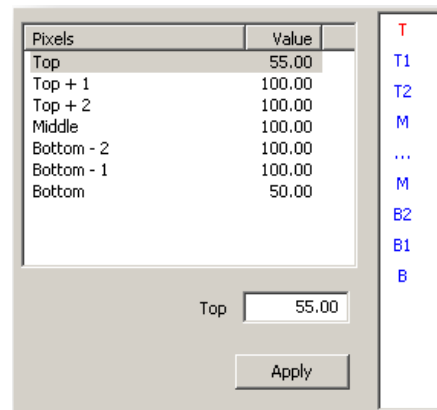 Pixels Value
Top 55.00
Top + 1 100.00
Top + 2 100.00
Middle 100.00
Bottom - 2 100.00
Bottom - 1 100.00
Bottom 50.00
Top 55.00
Apply
T
T1
T2
M
...
M
B2
B1
B